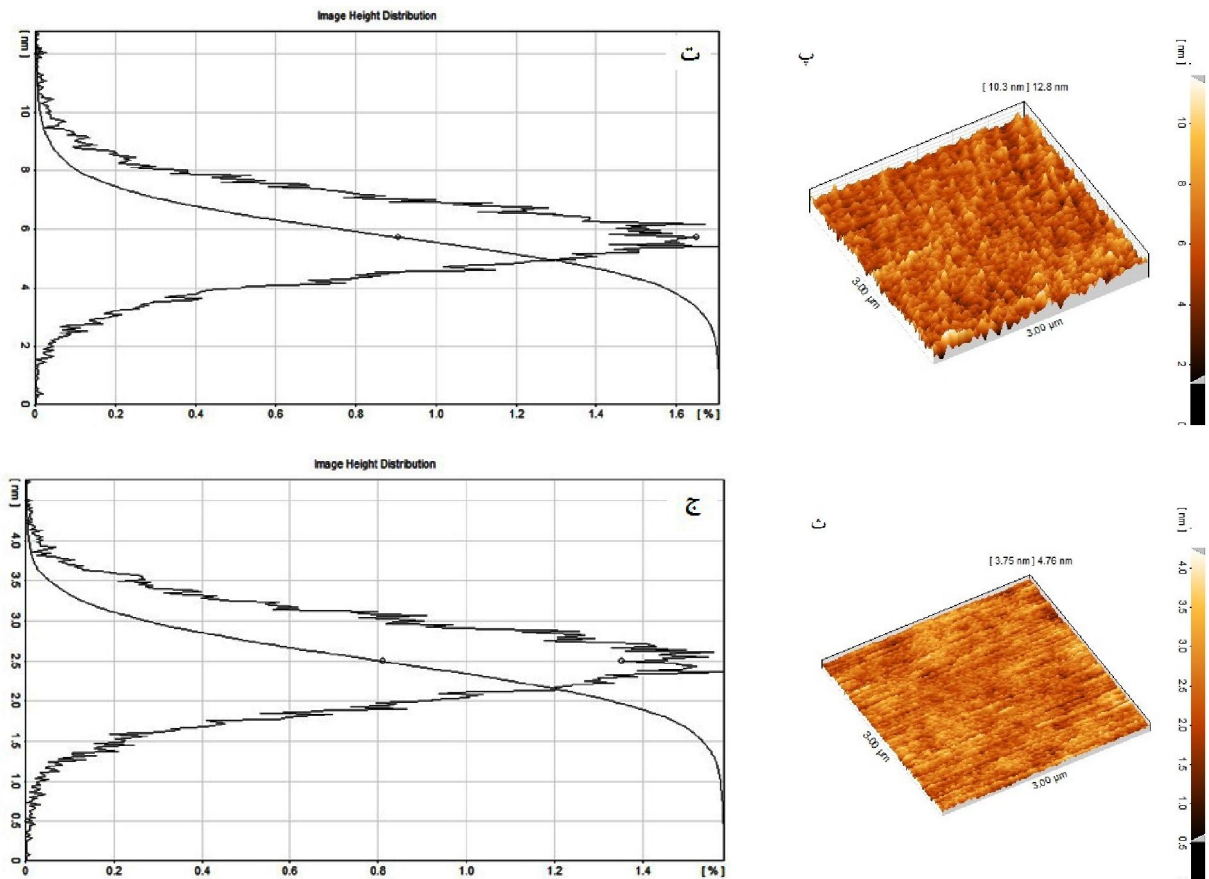 Image Height Distribution
[ nm ]
10
8
6
4
2
0
ت
0 0.2 0.4 0.6 0.8 1.0 1.2 1.4 1.6 [ % ]
پ
[ 10.3 nm ] 12.8 nm
3.00 µm
3.00 µm
[ nm ]
10
8
6
4
2
0
Image Height Distribution
[ nm ]
4.0
3.5
3.0
2.5
2.0
1.5
1.0
0.5
0
ج
0 0.2 0.4 0.6 0.8 1.0 1.2 1.4 [ % ]
ث
[ 3.75 nm ] 4.76 nm
3.00 µm
3.00 µm
[ nm ]
4.0
3.5
3.0
2.5
2.0
1.5
1.0
0.5